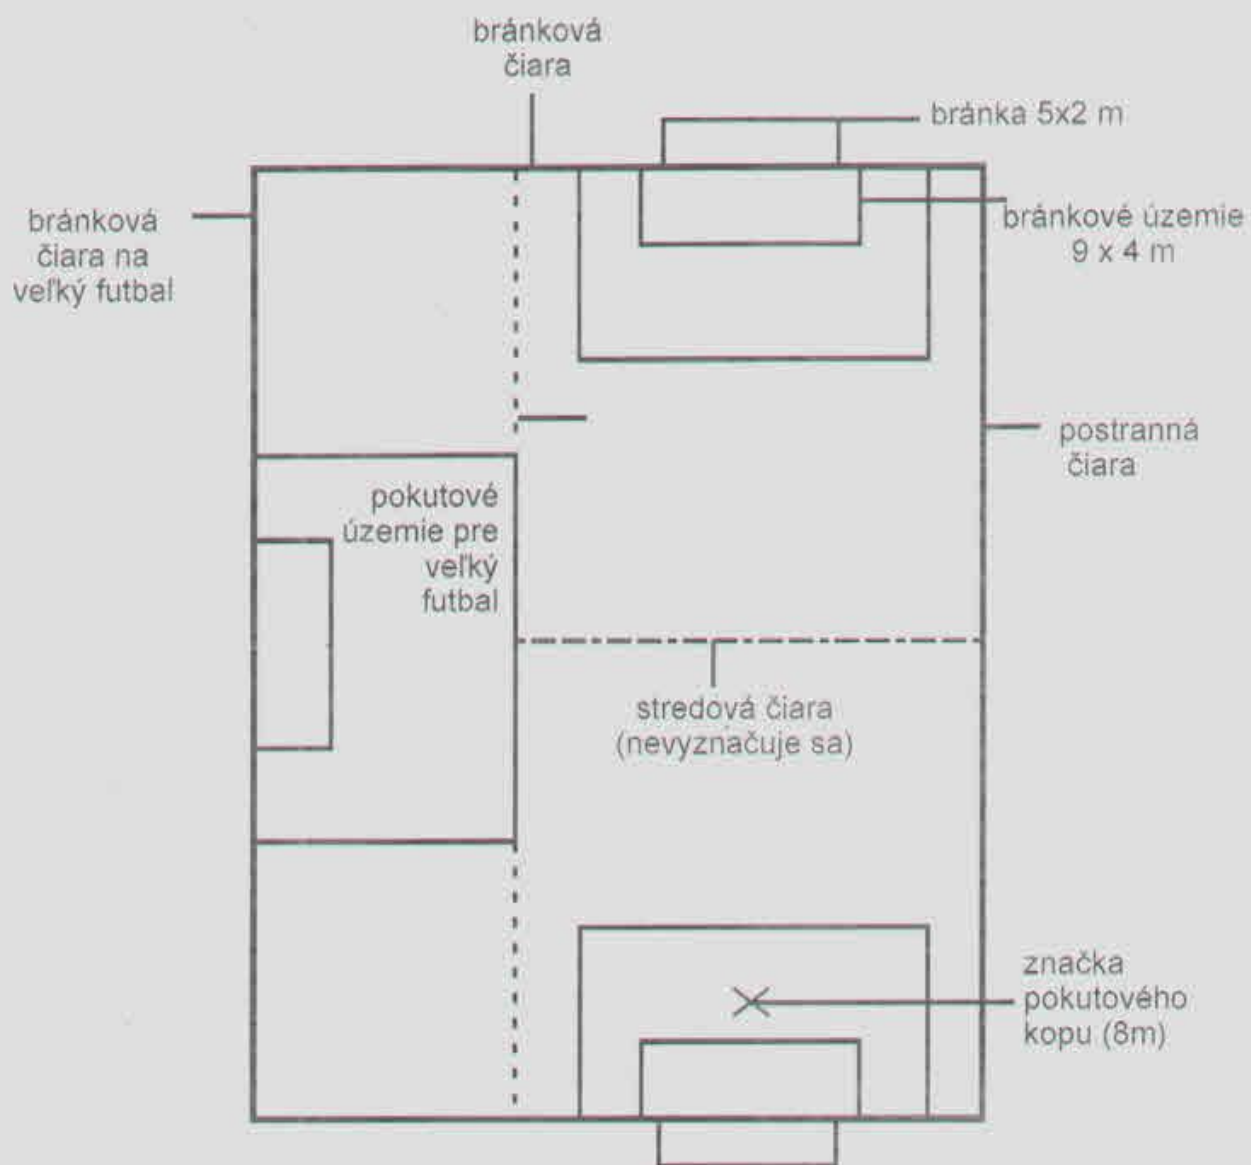 bránková
čiara
bránka 5x2 m
bránková
čiara na
veľký futbal
bránkové územie
9 x 4 m
postranná
čiara
pokutové
územie pre
veľký
futbal
stredová čiara
(nevyznačuje sa)
značka
pokutového
kopu (8m)